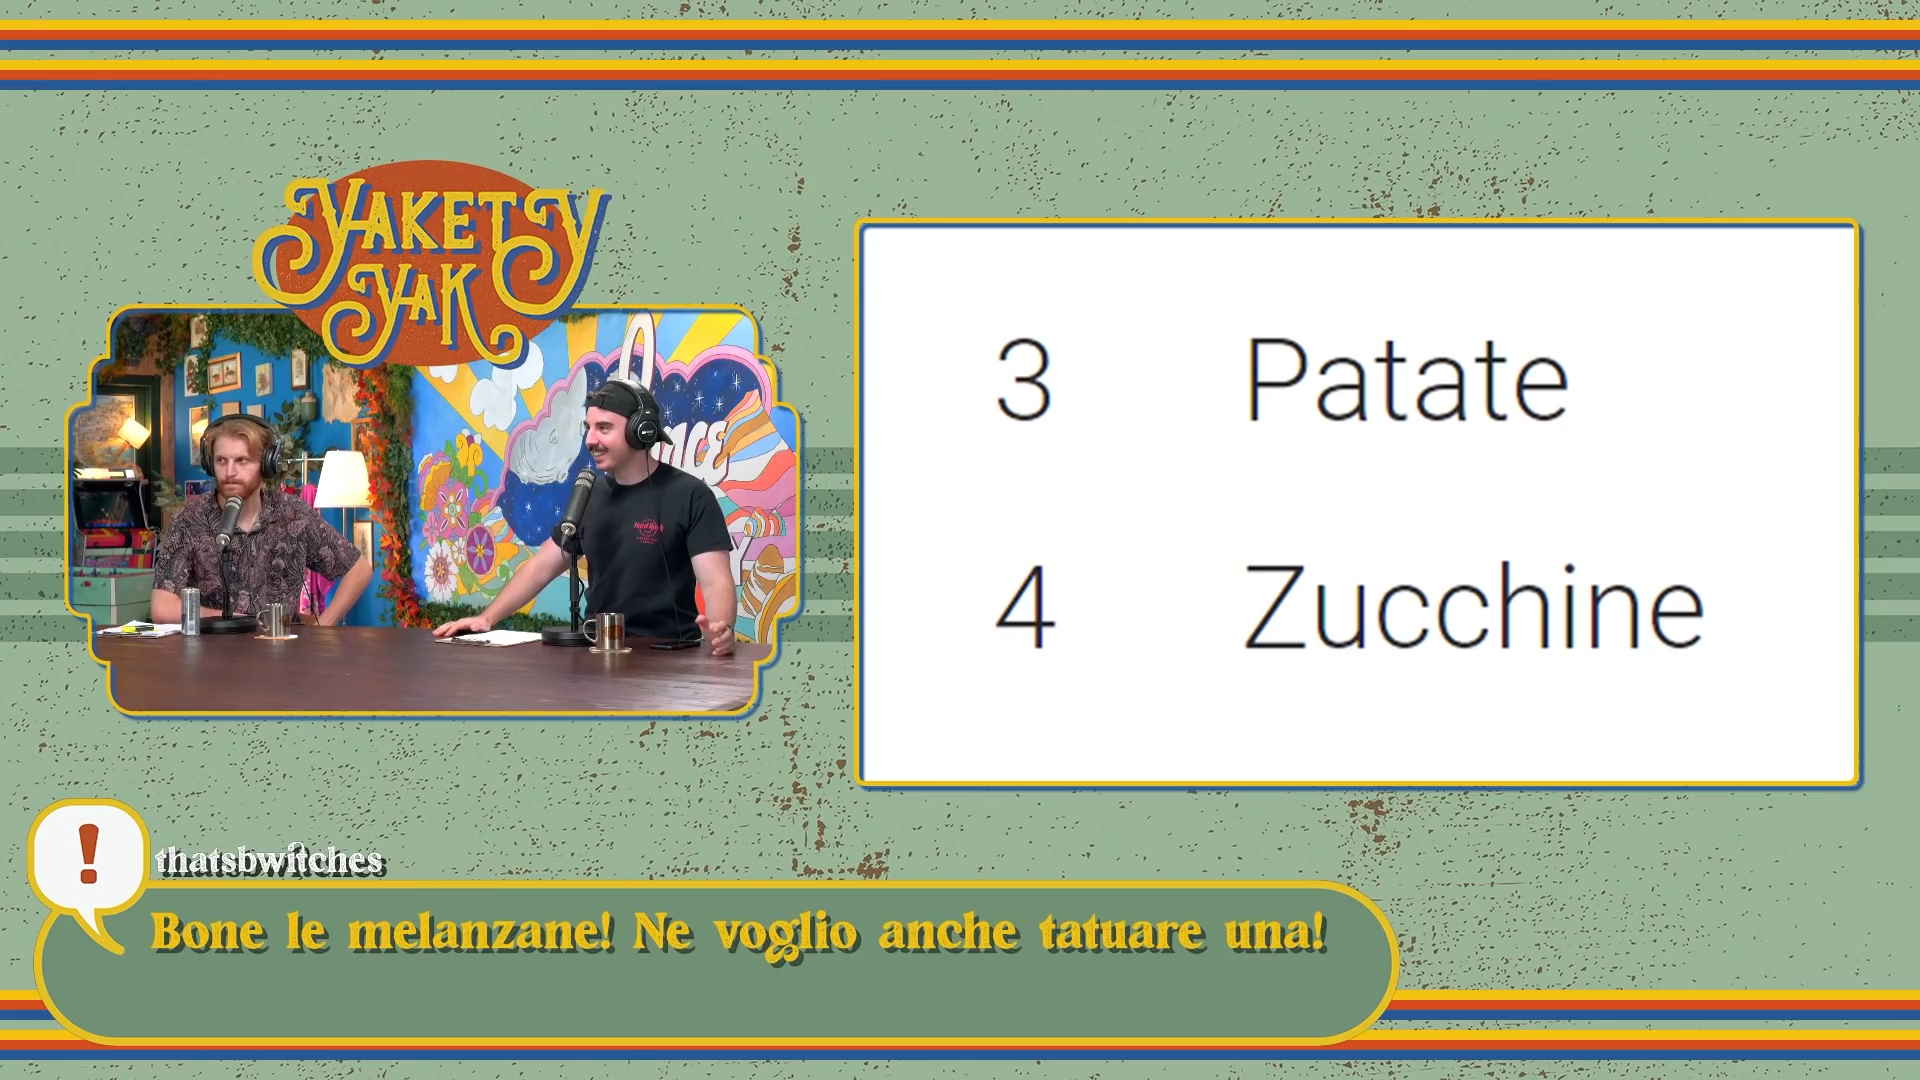 YAKETY
YAK
3 Patate
4 Zucchine
!
thatsbwitches
Bone le melanzane! Ne voglio anche tatuare una!